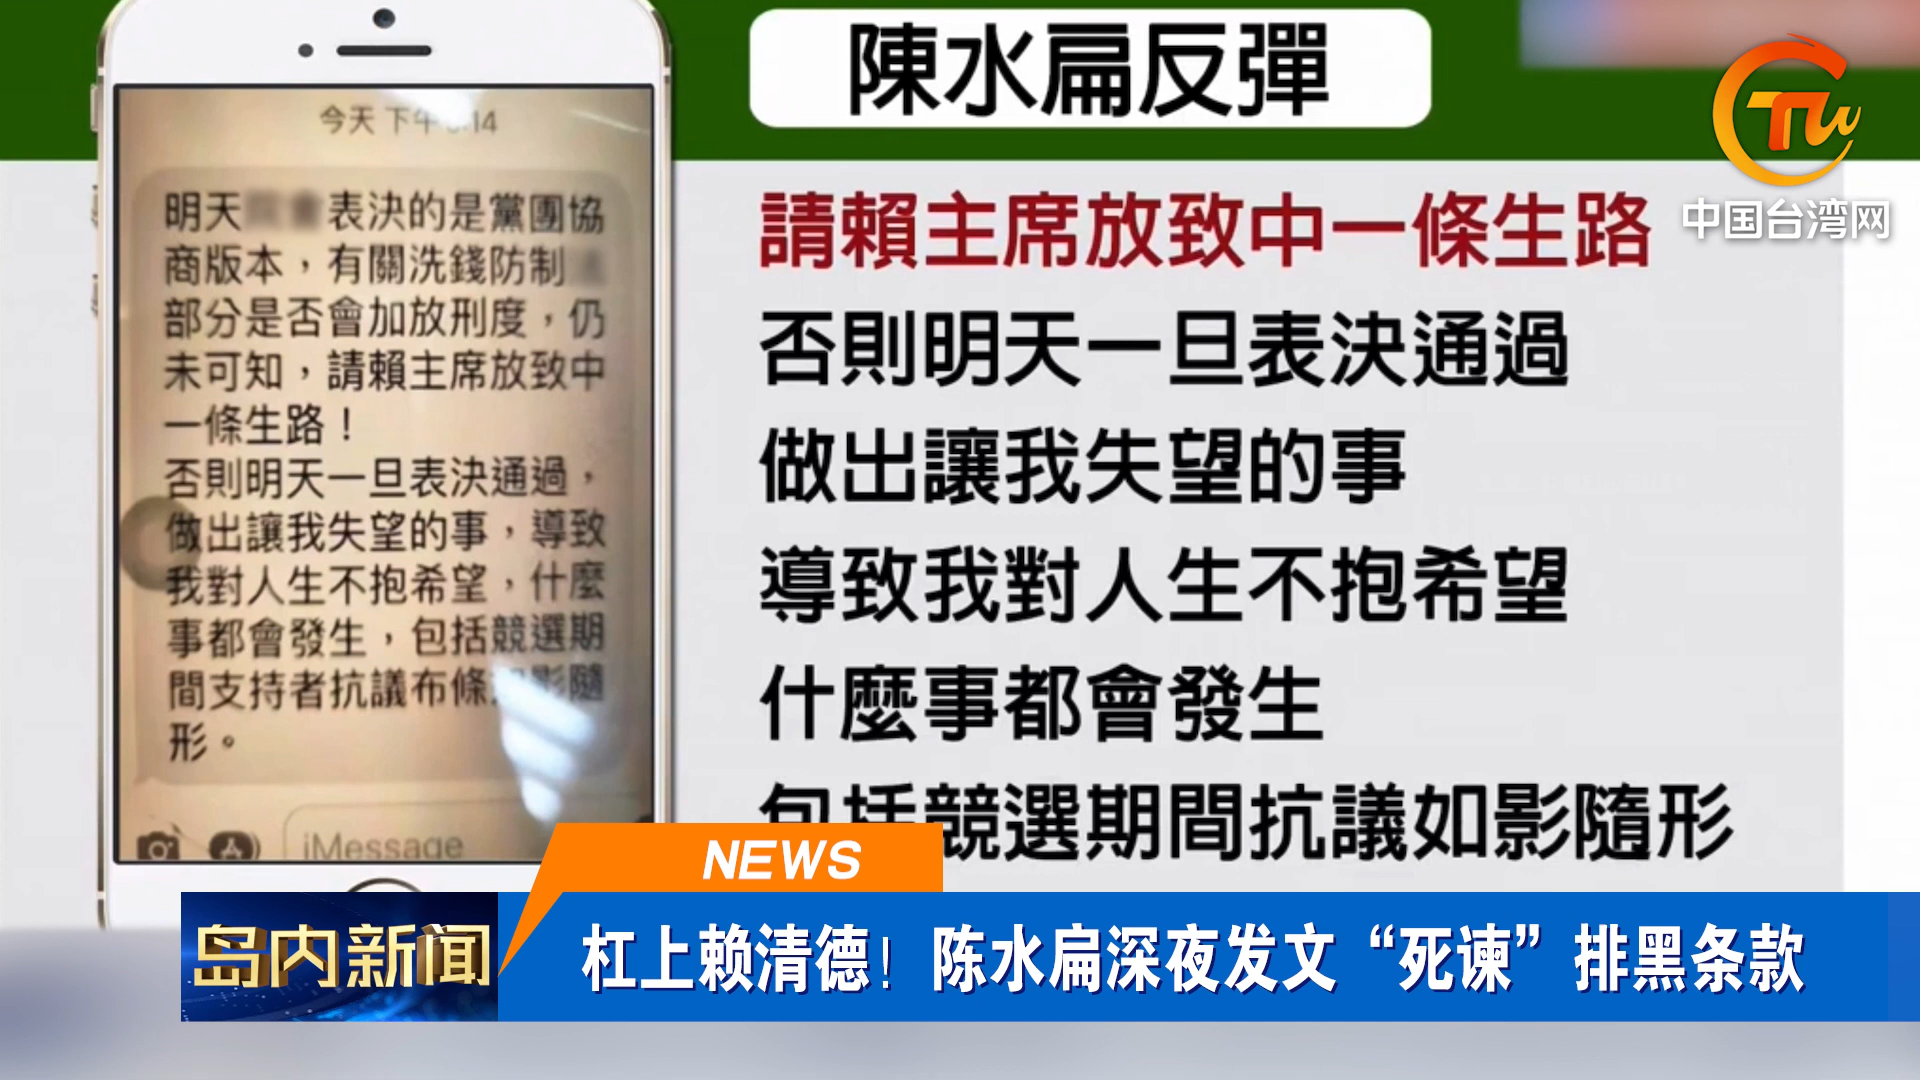 陳水扁反彈
中国台湾网
今天 下午 14
明天 表決的是黨團協
商版本，有關洗錢防制
部分是否會加放刑度，仍
未可知，請賴主席放致中
一條生路！
否則明天一旦表決通過，
做出讓我失望的事，導致
我對人生不抱希望，什麼
事都會發生，包括競選期
間支持者抗議布條 影隨
形。
iMessage
請賴主席放致中一條生路
否則明天一旦表決通過
做出讓我失望的事
導致我對人生不抱希望
什麼事都會發生
包括競選期間抗議如影隨形
NEWS
岛内新闻
杠上赖清德！陈水扁深夜发文“死谏”排黑条款